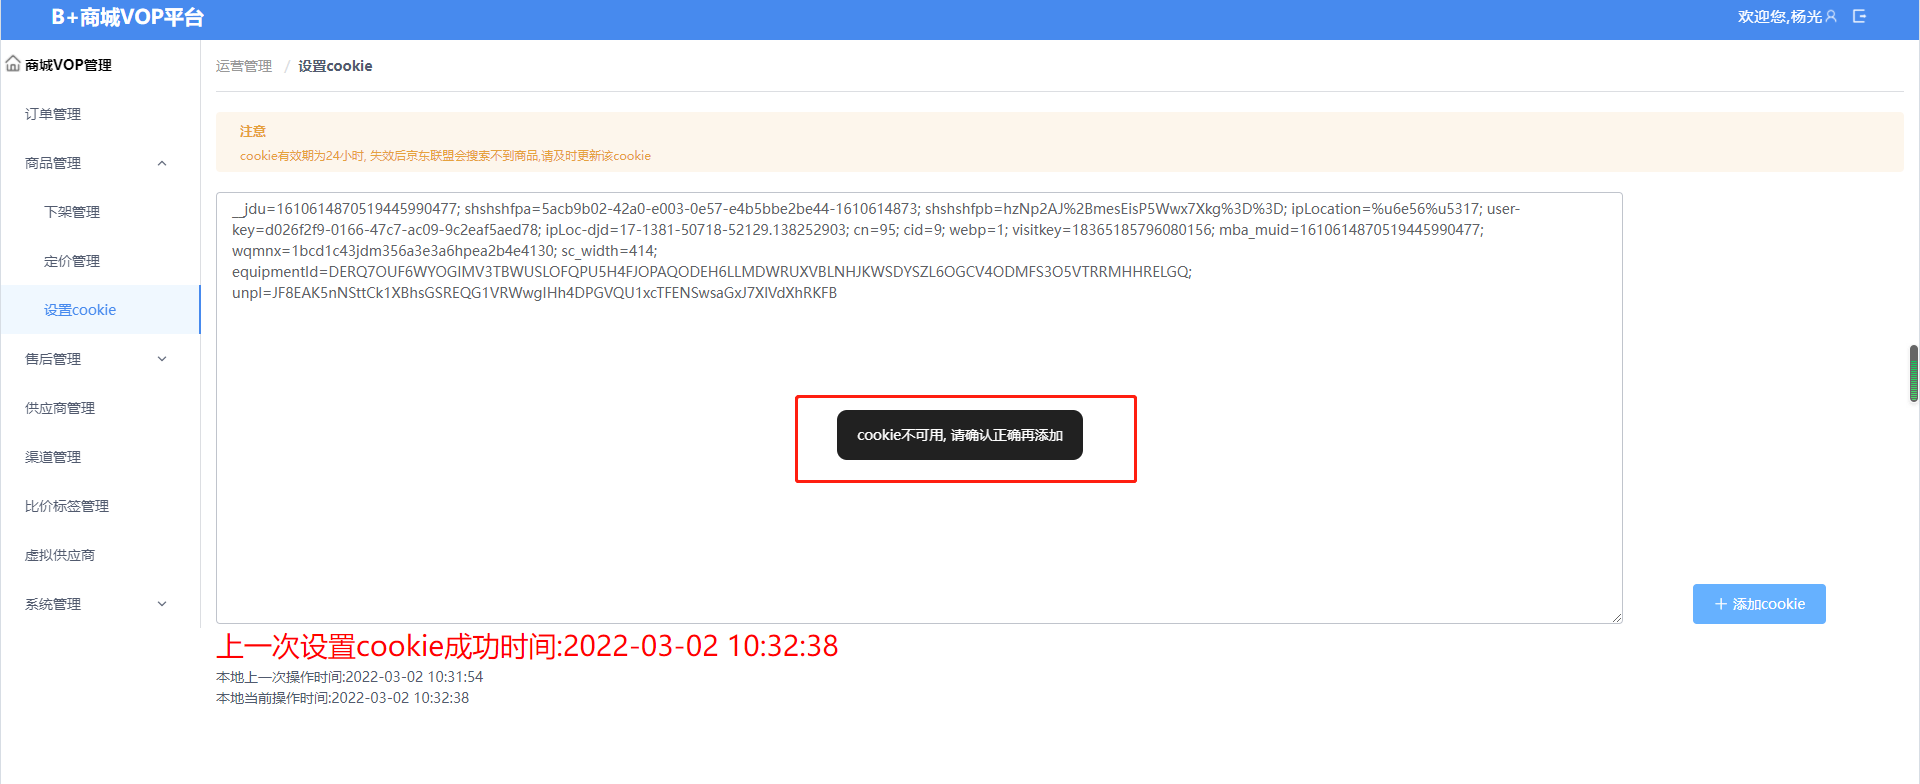 B+商城VOP平台
欢迎您,杨光
商城VOP管理
订单管理
商品管理
下架管理
定价管理
设置cookie
售后管理
供应商管理
渠道管理
比价标签管理
虚拟供应商
系统管理
运营管理 / 设置cookie
注意
cookie有效期为24小时, 失效后京东联盟会搜索不到商品,请及时更新该cookie
__jdu=1610614870519445990477; shshshfpa=5acb9b02-42a0-e003-0e57-e4b5bbe2be44-1610614873; shshshfpb=hzNp2AJ%2BmesEisP5Wwx7Xkg%3D%3D; ipLocation=%u6e56%u5317; user-
key=d026f2f9-0166-47c7-ac09-9c2eaf5aed78; ipLoc-djd=17-1381-50718-52129.138252903; cn=95; cid=9; webp=1; visitkey=18365185796080156; mba_muid=1610614870519445990477;
wqmnx=1bcd1c43jdm356a3e3a6hpea2b4e4130; sc_width=414;
equipmentId=DERQ7OUF6WYOGIMV3TBWUSLOFQPU5H4FJOPAQODEH6LLMDWRUXVBLNHJKWSDYSZL6OGCV4ODMFS3O5VTRRMHHRELGQ;
unpl=JF8EAK5nNSttCk1XBhsGSREQG1VRWwgIHh4DPGVQU1xcTFENSwsaGxJ7XlVdXhRKFB
cookie不可用, 请确认正确再添加
添加cookie
上一次设置cookie成功时间:2022-03-02 10:32:38
本地上一次操作时间:2022-03-02 10:31:54
本地当前操作时间:2022-03-02 10:32:38